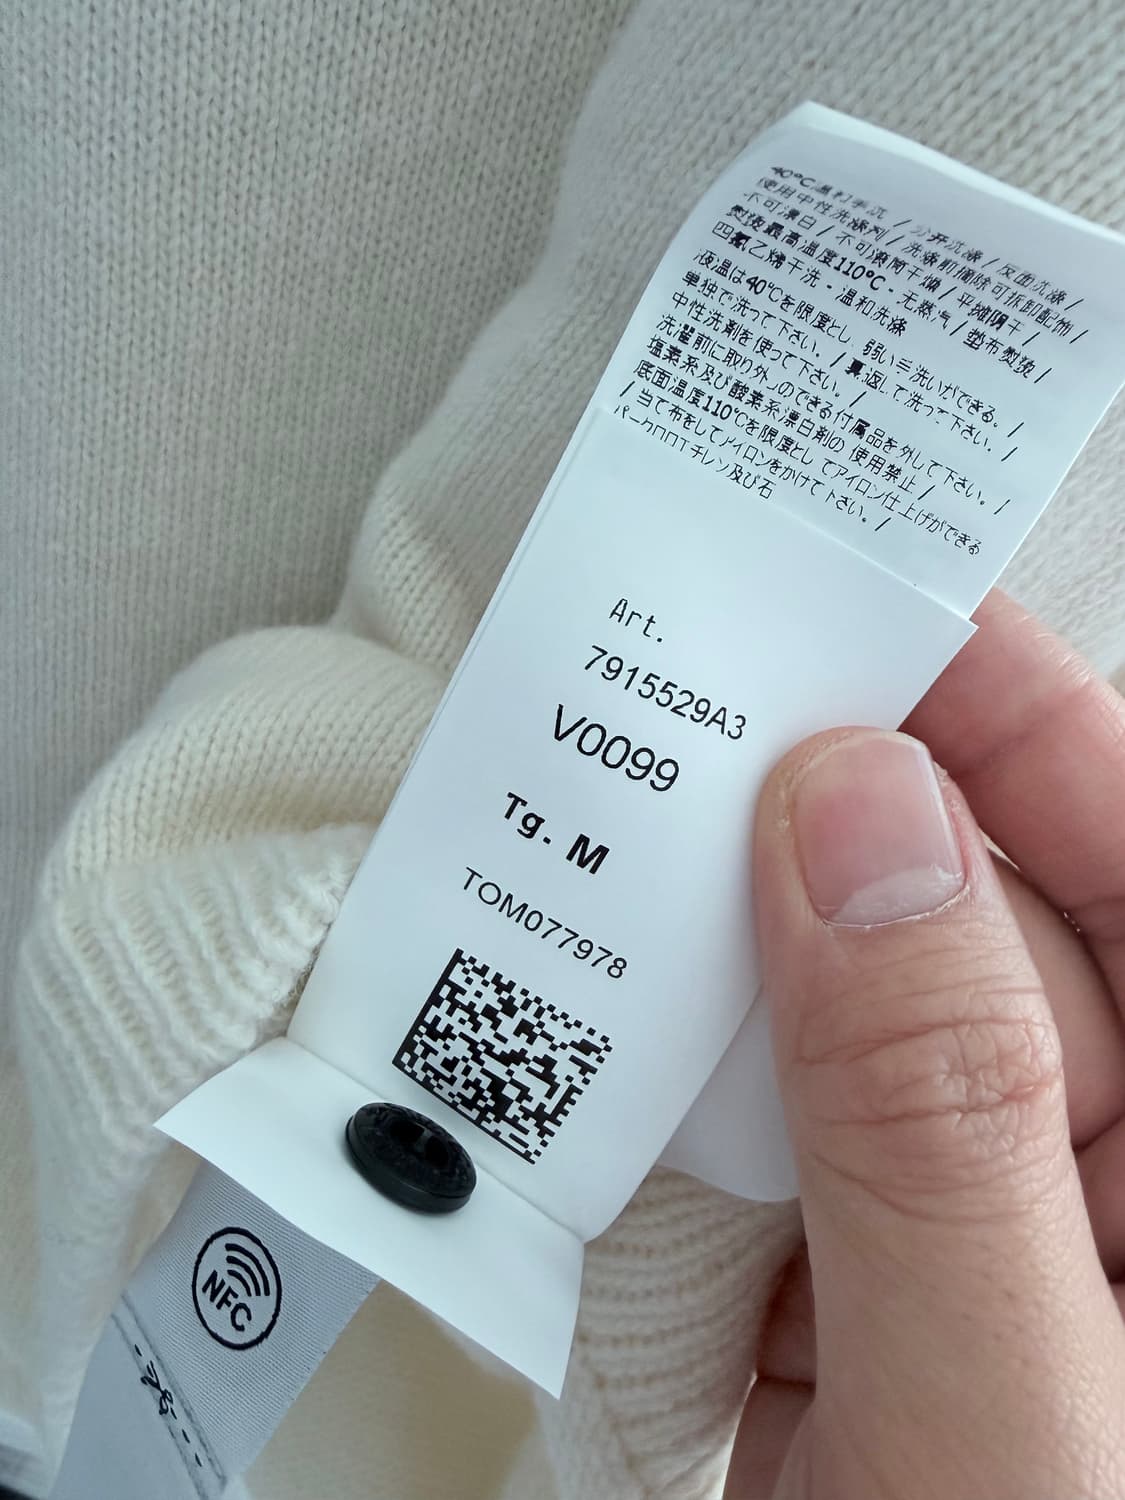 40°C温和手洗 / 分开洗涤 / 反面洗涤 /
使用中性洗涤剂 / 洗涤前摘除可拆卸配饰 /
不可漂白 / 不可滚筒干燥 / 平摊阴干 /
熨烫最高温度110°C - 无蒸汽 / 垫布熨烫 /
四氯乙烯干洗 - 温和洗涤
液温は40℃を限度とし、弱い手洗いができる。 /
単独で洗って下さい。 / 裏返して洗って下さい。 /
中性洗剤を使って下さい。 /
洗濯前に取り外しのできる付属品を外して下さい。 /
塩素系及び酸素系漂白剤の 使用禁止 /
底面温度110℃を限度としてアイロン仕上げができる
/ 当て布をしてアイロンをかけて下さい。 /
パークロロエチレン及び石
Art.
7915529A3
V0099
Tg. M
TOM077978
NFC